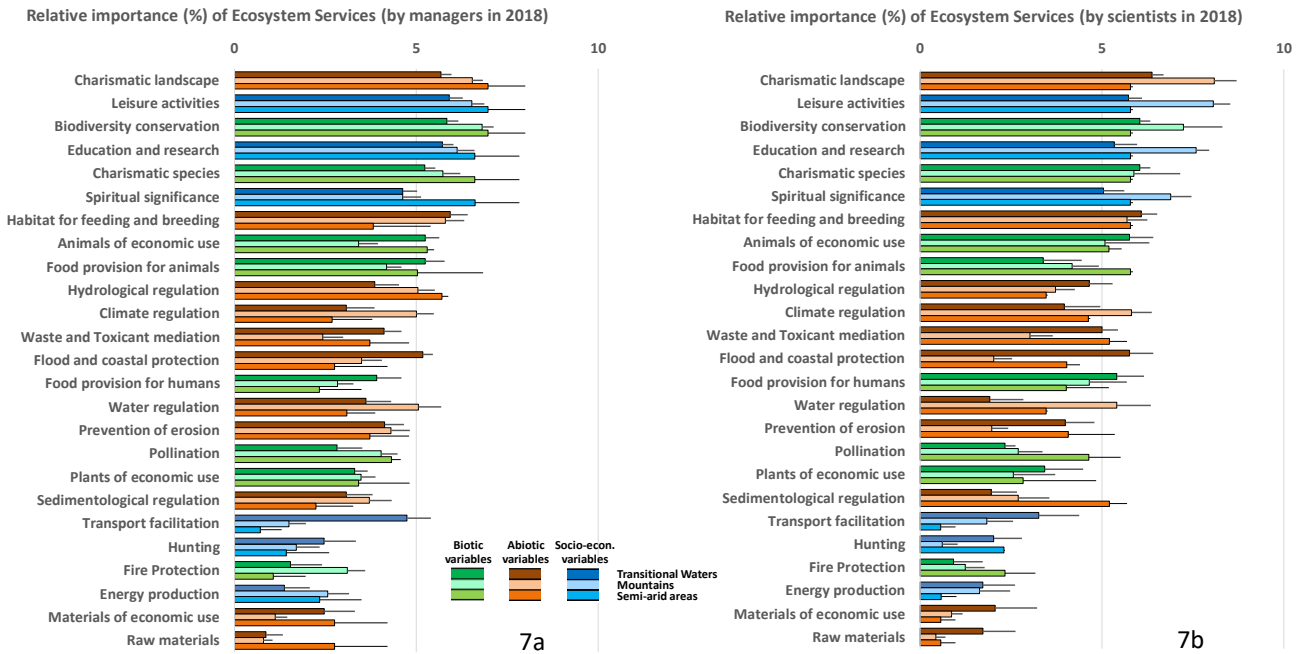 Relative importance (%) of Ecosystem Services (by managers in 2018)
0 5 10
Charismatic landscape
Leisure activities
Biodiversity conservation
Education and research
Charismatic species
Spiritual significance
Habitat for feeding and breeding
Animals of economic use
Food provision for animals
Hydrological regulation
Climate regulation
Waste and Toxicant mediation
Flood and coastal protection
Food provision for humans
Water regulation
Prevention of erosion
Pollination
Plants of economic use
Sedimentological regulation
Transport facilitation
Hunting
Fire Protection
Energy production
Materials of economic use
Raw materials
Biotic Abiotic Socio-econ.
variables variables variables
Transitional Waters
Mountains
Semi-arid areas
7a
Relative importance (%) of Ecosystem Services (by scientists in 2018)
0 5 10
Charismatic landscape
Leisure activities
Biodiversity conservation
Education and research
Charismatic species
Spiritual significance
Habitat for feeding and breeding
Animals of economic use
Food provision for animals
Hydrological regulation
Climate regulation
Waste and Toxicant mediation
Flood and coastal protection
Food provision for humans
Water regulation
Prevention of erosion
Pollination
Plants of economic use
Sedimentological regulation
Transport facilitation
Hunting
Fire Protection
Energy production
Materials of economic use
Raw materials
7b